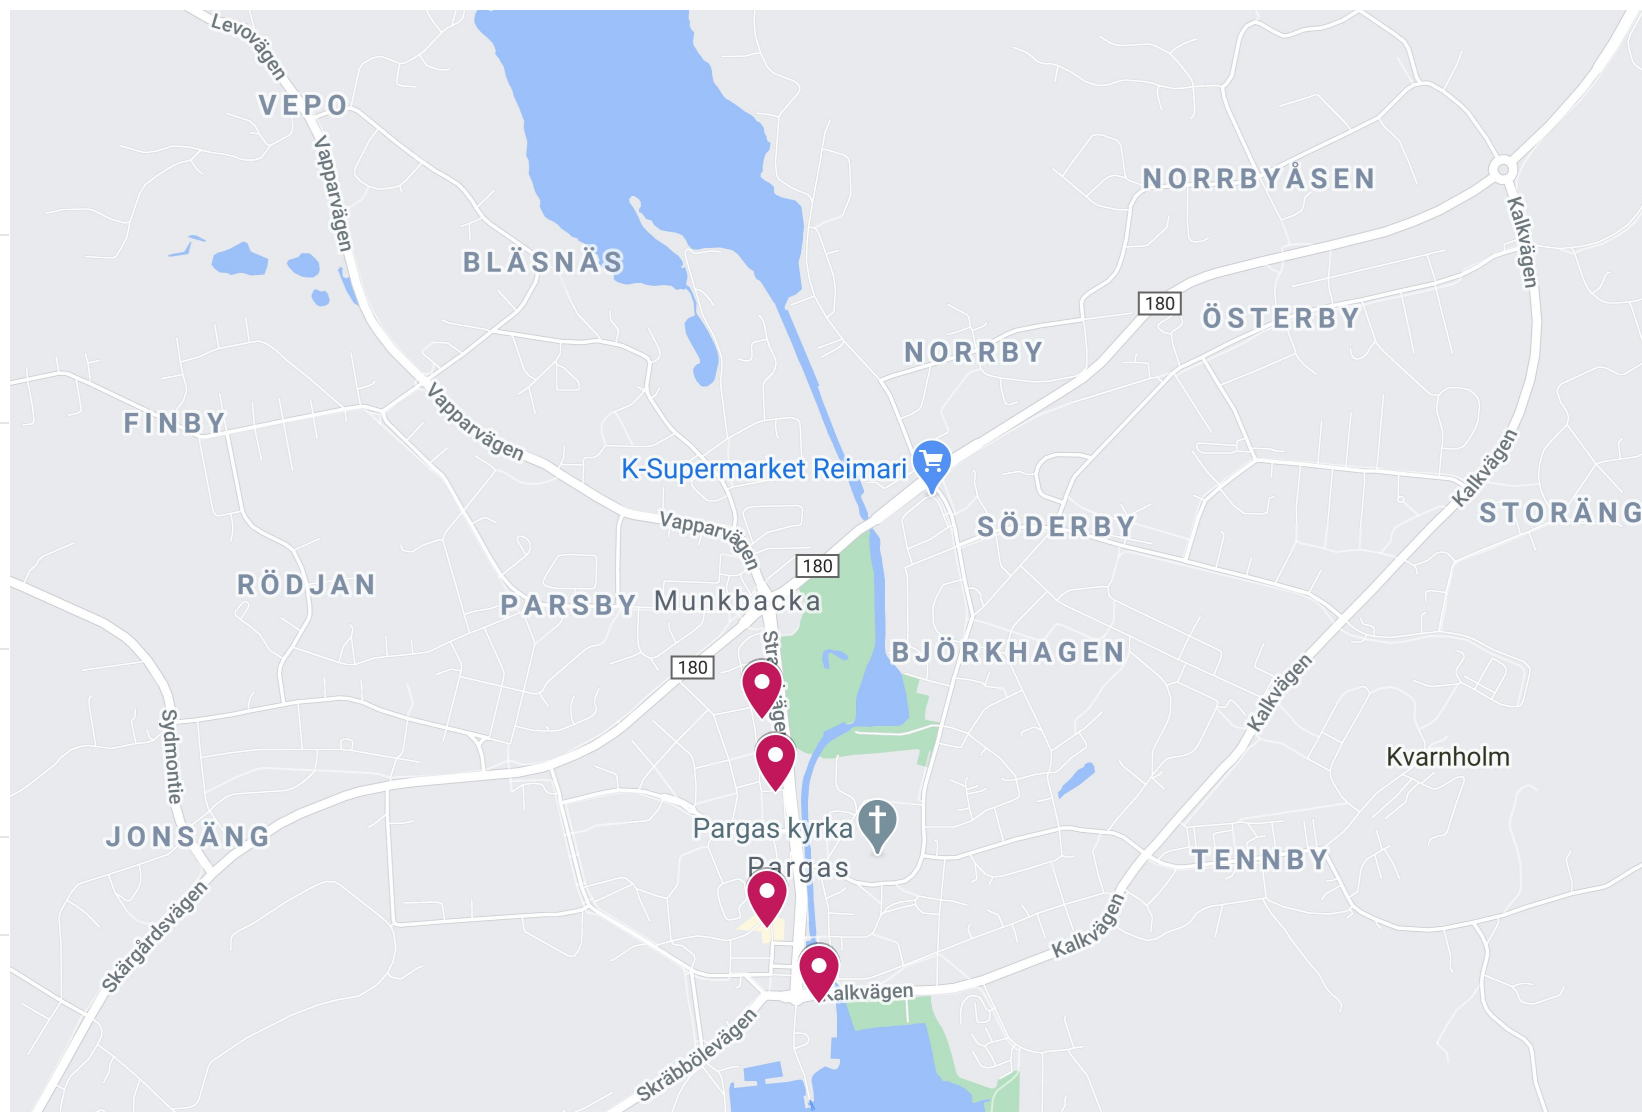 Levovägen
VEPO
Vapparvägen
NORRBYÅSEN
Kalkvägen
BLÄSNÄS
180
ÖSTERBY
NORRBY
FINBY
Vapparvägen
K-Supermarket Reimari
Kalkvägen
STORÄNG
Vapparvägen
SÖDERBY
180
RÖDJAN
PARSBY
Munkbacka
BJÖRKHAGEN
180
Kalkvägen
Sydmontie
Kvarnholm
JONSÄNG
Pargas kyrka
Pargas
TENNBY
Skärgårdsvägen
Kalkvägen
Kalkvägen
Skräbbölevägen